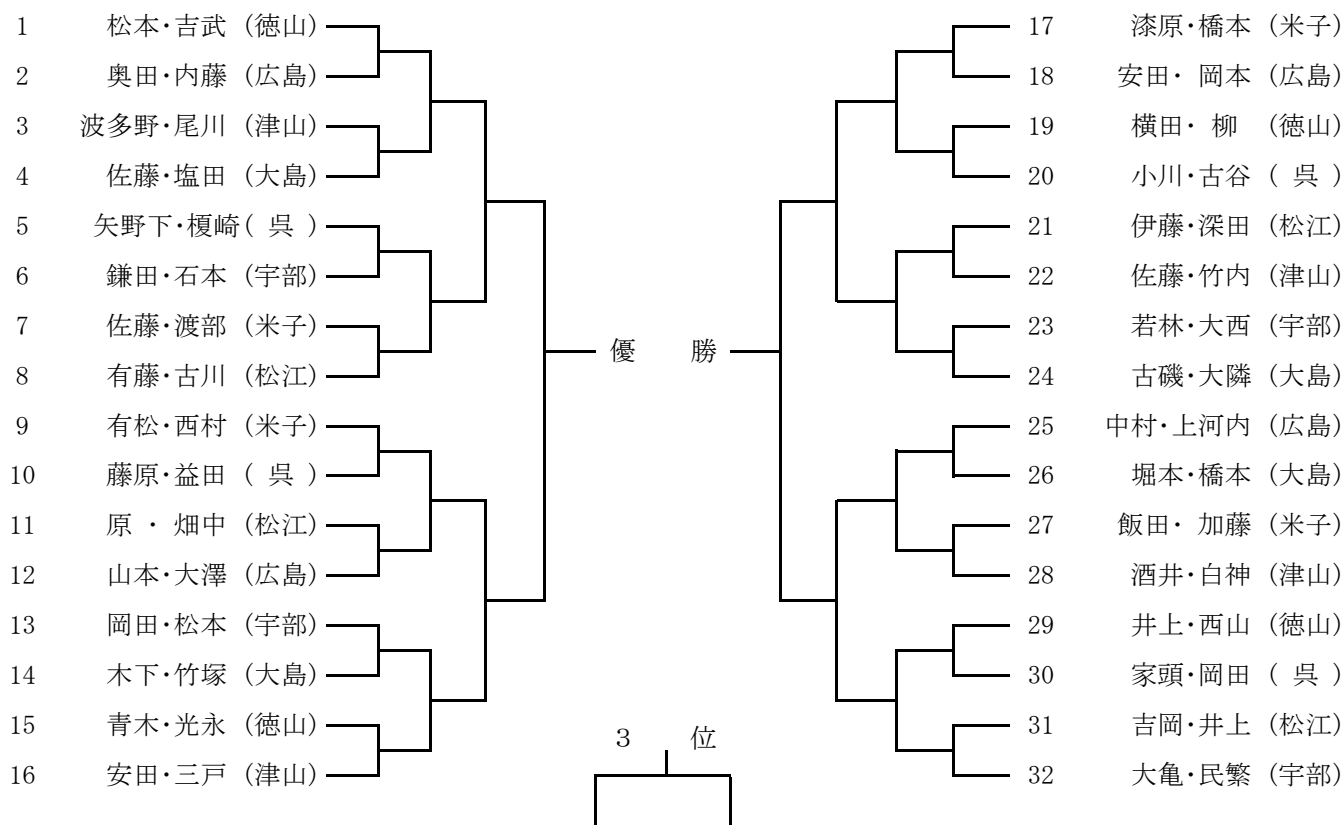 1 松本・吉武 (徳山)
2 奥田・内藤 (広島)
3 波多野・尾川 (津山)
4 佐藤・塩田 (大島)
5 矢野下・榎崎( 呉 )
6 鎌田・石本 (宇部)
7 佐藤・渡部 (米子)
8 有藤・古川 (松江)
9 有松・西村 (米子)
10 藤原・益田 ( 呉 )
11 原 ・ 畑中 (松江)
12 山本・大澤 (広島)
13 岡田・松本 (宇部)
14 木下・竹塚 (大島)
15 青木・光永 (徳山)
16 安田・三戸 (津山)
優 勝
3 位
17 漆原・橋本 (米子)
18 安田・ 岡本 (広島)
19 横田・ 柳 (徳山)
20 小川・古谷 ( 呉 )
21 伊藤・深田 (松江)
22 佐藤・竹内 (津山)
23 若林・大西 (宇部)
24 古磯・大隣 (大島)
25 中村・上河内 (広島)
26 堀本・橋本 (大島)
27 飯田・ 加藤 (米子)
28 酒井・白神 (津山)
29 井上・西山 (徳山)
30 家頭・岡田 ( 呉 )
31 吉岡・井上 (松江)
32 大亀・民繁 (宇部)